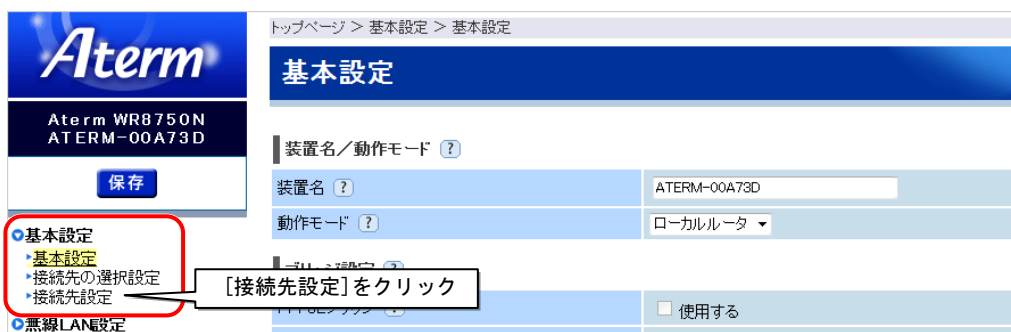 Aterm
トップページ > 基本設定 > 基本設定
基本設定
Aterm WR8750N
ATERM-00A73D
保存
装置名／動作モード ?
装置名 ? ATERM-00A73D
動作モード ? ローカルルータ
基本設定
基本設定
接続先の選択設定
接続先設定
無線LAN設定
[接続先設定]をクリック
使用する